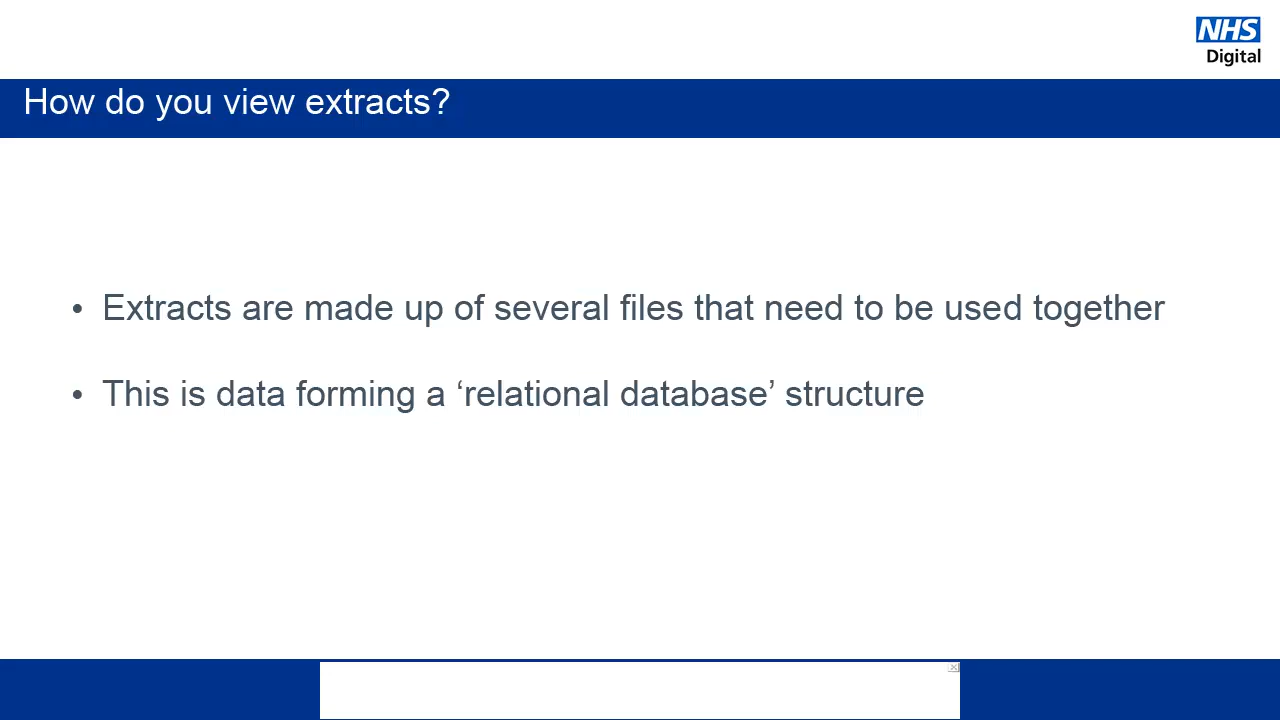 NHS
Digital
How do you view extracts?
• Extracts are made up of several files that need to be used together
• This is data forming a ‘relational database’ structure